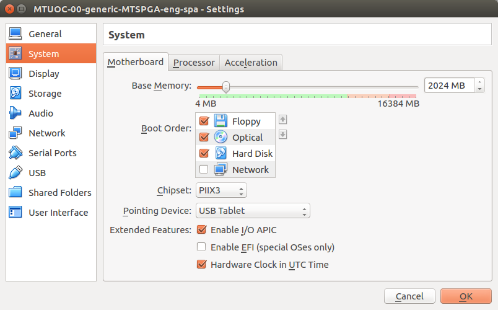 MTUOC-00-generic-MTSPGA-eng-spa - Settings
General
System
Display
Storage
Audio
Network
Serial Ports
USB
Shared Folders
User Interface
System
Motherboard Processor Acceleration
Base Memory: 2024 MB
4 MB 16384 MB
Boot Order: Floppy
Optical
Hard Disk
Network
Chipset: PIIX3
Pointing Device: USB Tablet
Extended Features: Enable I/O APIC
Enable EFI (special OSes only)
Hardware Clock in UTC Time
Cancel OK